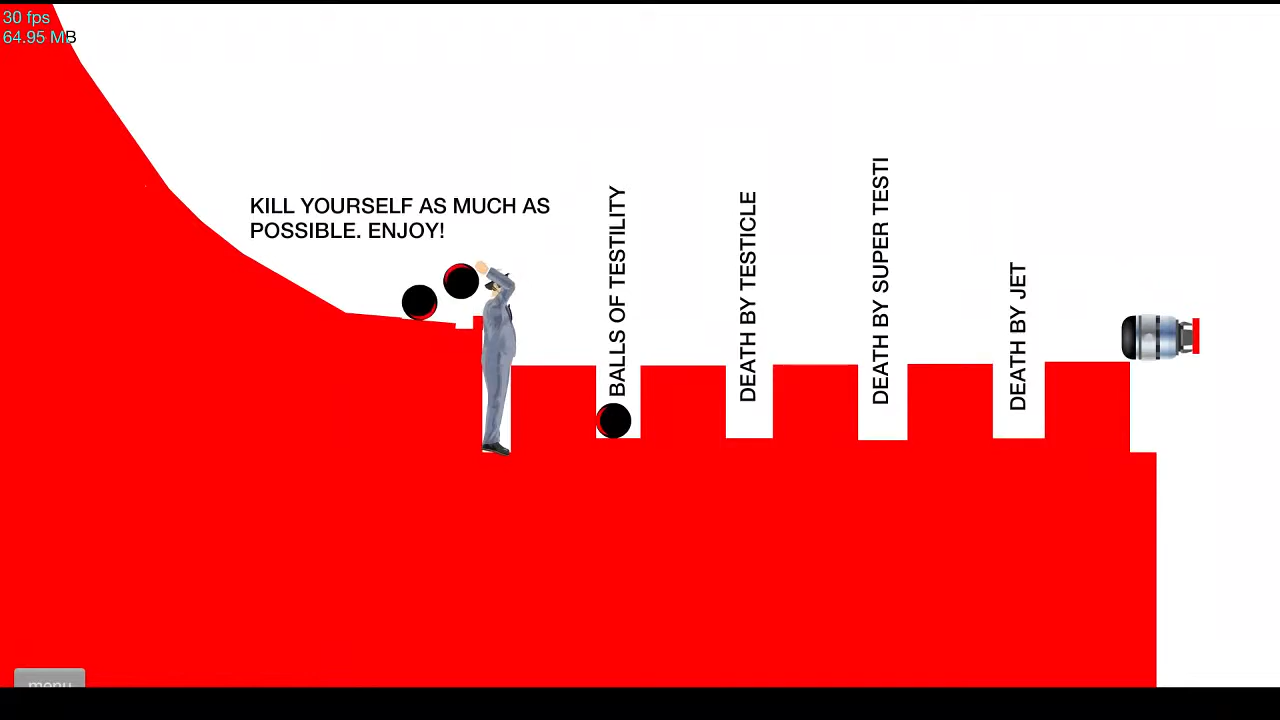 30 fps
64.95 MB
KILL YOURSELF AS MUCH AS
POSSIBLE. ENJOY!
BALLS OF TESTILITY
DEATH BY TESTICLE
DEATH BY SUPER TESTI
DEATH BY JET
menu